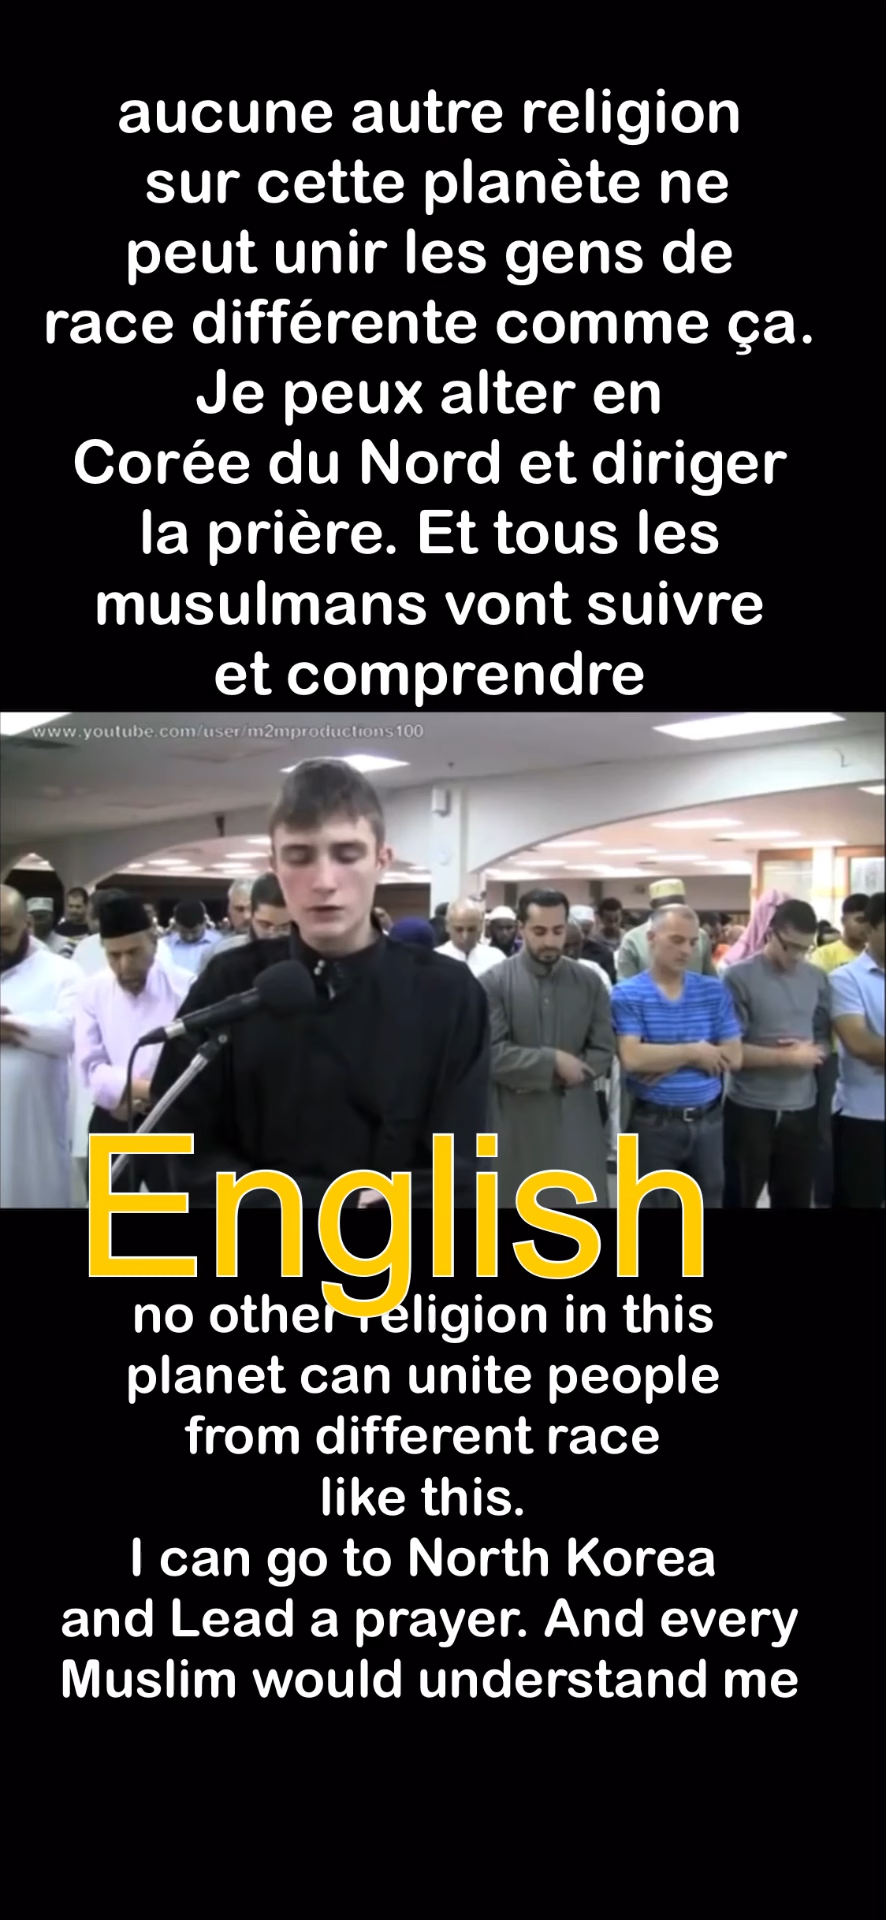 aucune autre religion
sur cette planète ne
peut unir les gens de
race différente comme ça.
Je peux alter en
Corée du Nord et diriger
la prière. Et tous les
musulmans vont suivre
et comprendre
www.youtube.com/user/m2mproductions100
English
no other religion in this
planet can unite people
from different race
like this.
I can go to North Korea
and Lead a prayer. And every
Muslim would understand me